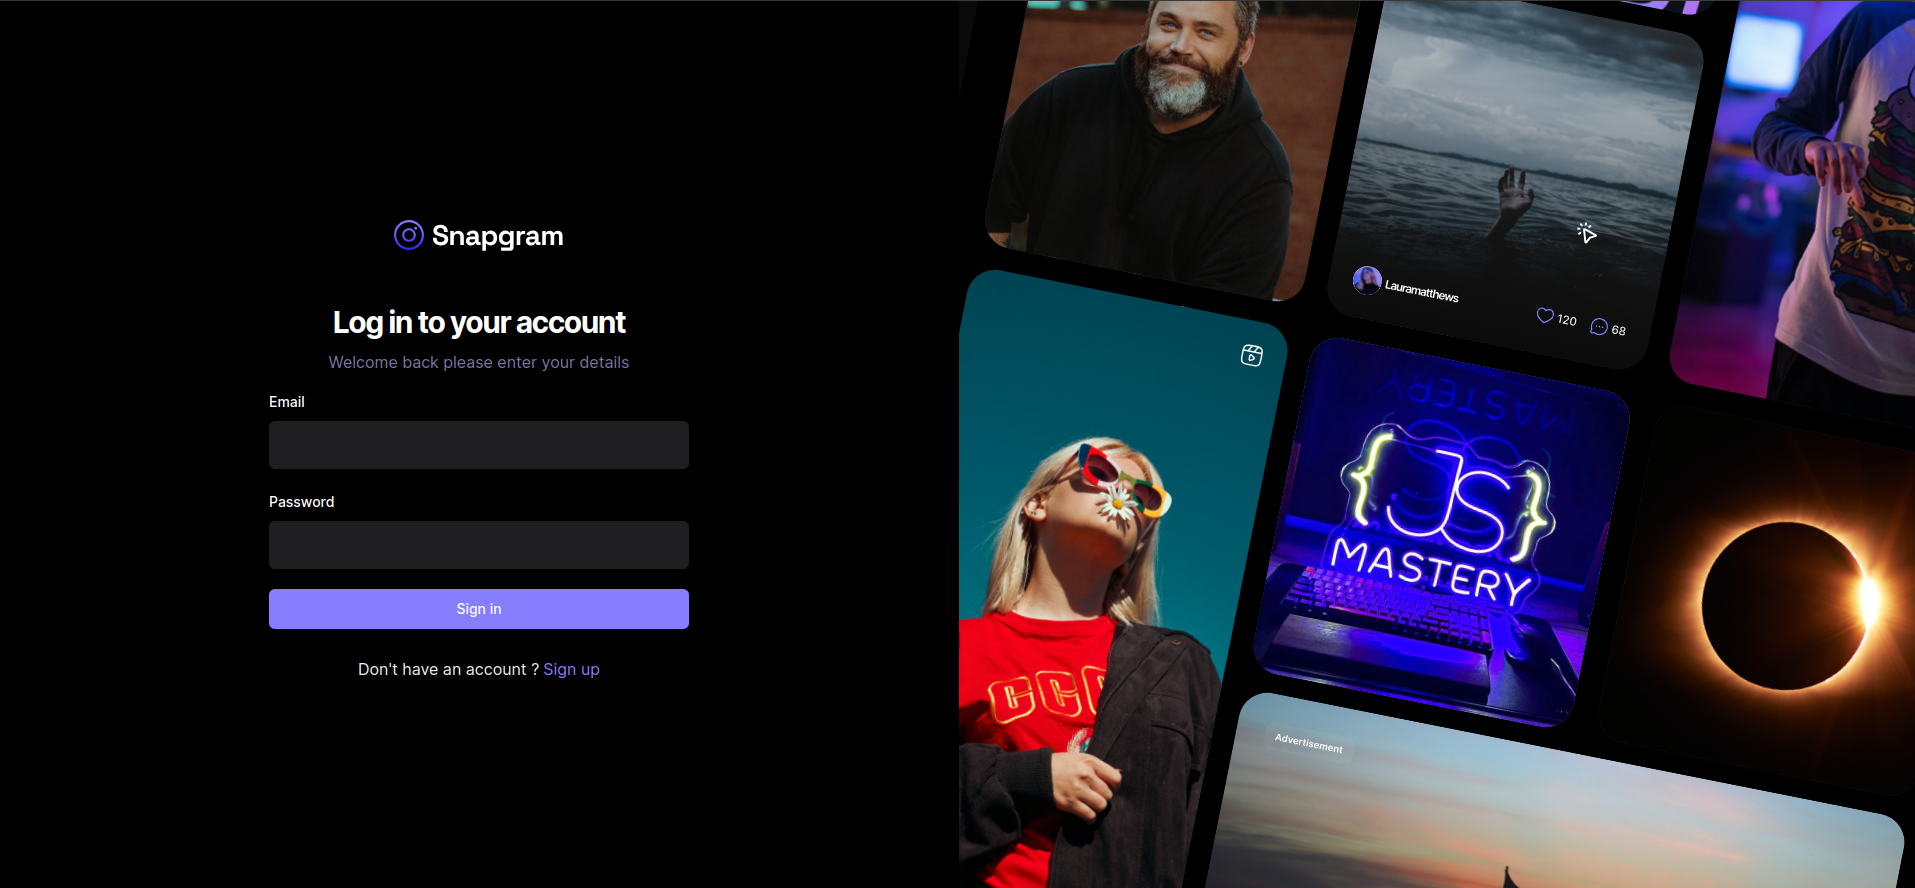 Snapgram
Log in to your account
Welcome back please enter your details
Email
Password
Sign in
Don't have an account ? Sign up
Lauramatthews
120
68
MASTERY
{JS}
MASTERY
CCC
Advertisement